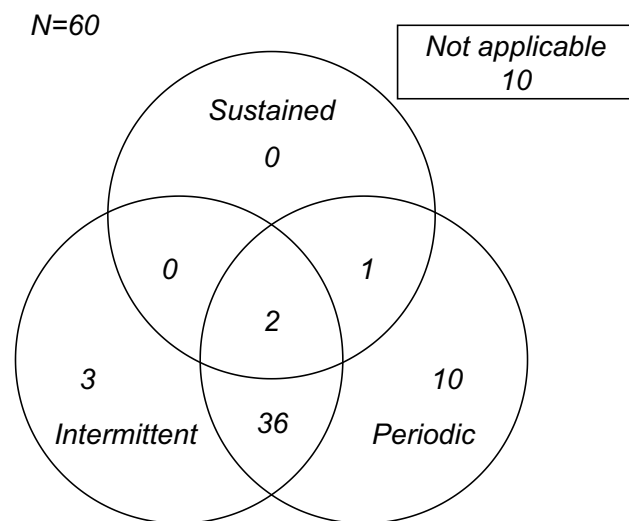 N=60
Not applicable
10
Sustained
0
0
1
2
3
10
36
Intermittent
Periodic